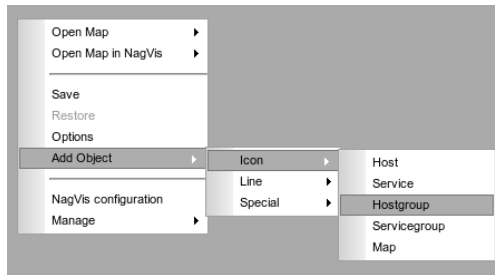 Open Map
Open Map in NagVis
Save
Restore
Options
Add Object
NagVis configuration
Manage
Icon
Line
Special
Host
Service
Hostgroup
Servicegroup
Map